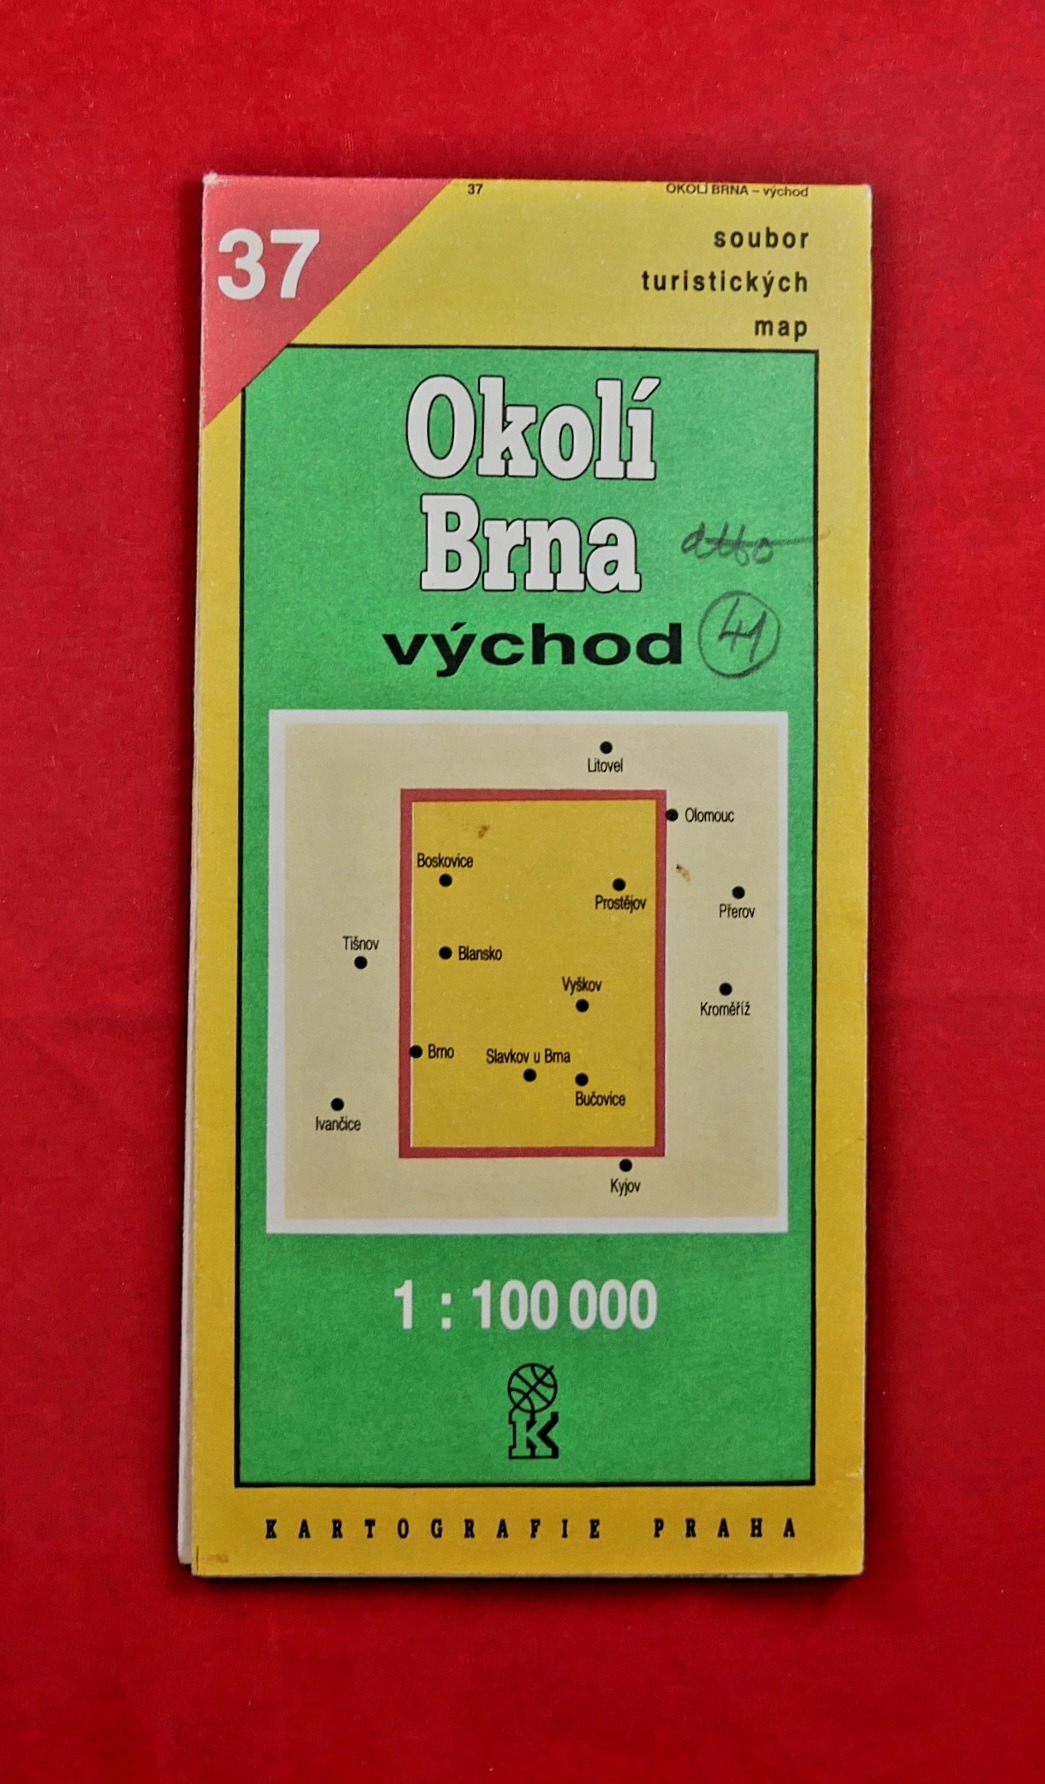 37 OKOLÍ BRNA – východ
37
soubor
turistických
map
Okolí
Brna
východ
41
Litovel
Olomouc
Boskovice
Prostějov
Přerov
Tišnov
Blansko
Vyškov
Kroměříž
Brno
Slavkov u Brna
Bučovice
Ivančice
Kyjov
1 : 100 000
K
KARTOGRAFIE PRAHA